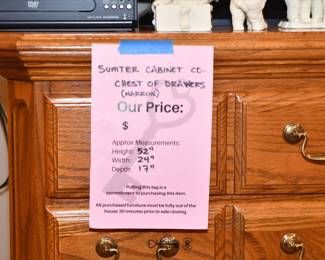 DVD
SUMTER CABINET CO.
CHEST OF DRAWERS
(NARROW)
Our Price:
$
Approx Measurements:
Height: 52"
Width: 24"
Depth: 17"
Pulling this tag is a
commitment to purchasing this item.
All purchased furniture must be fully out of the
house 30 minutes prior to sale closing.